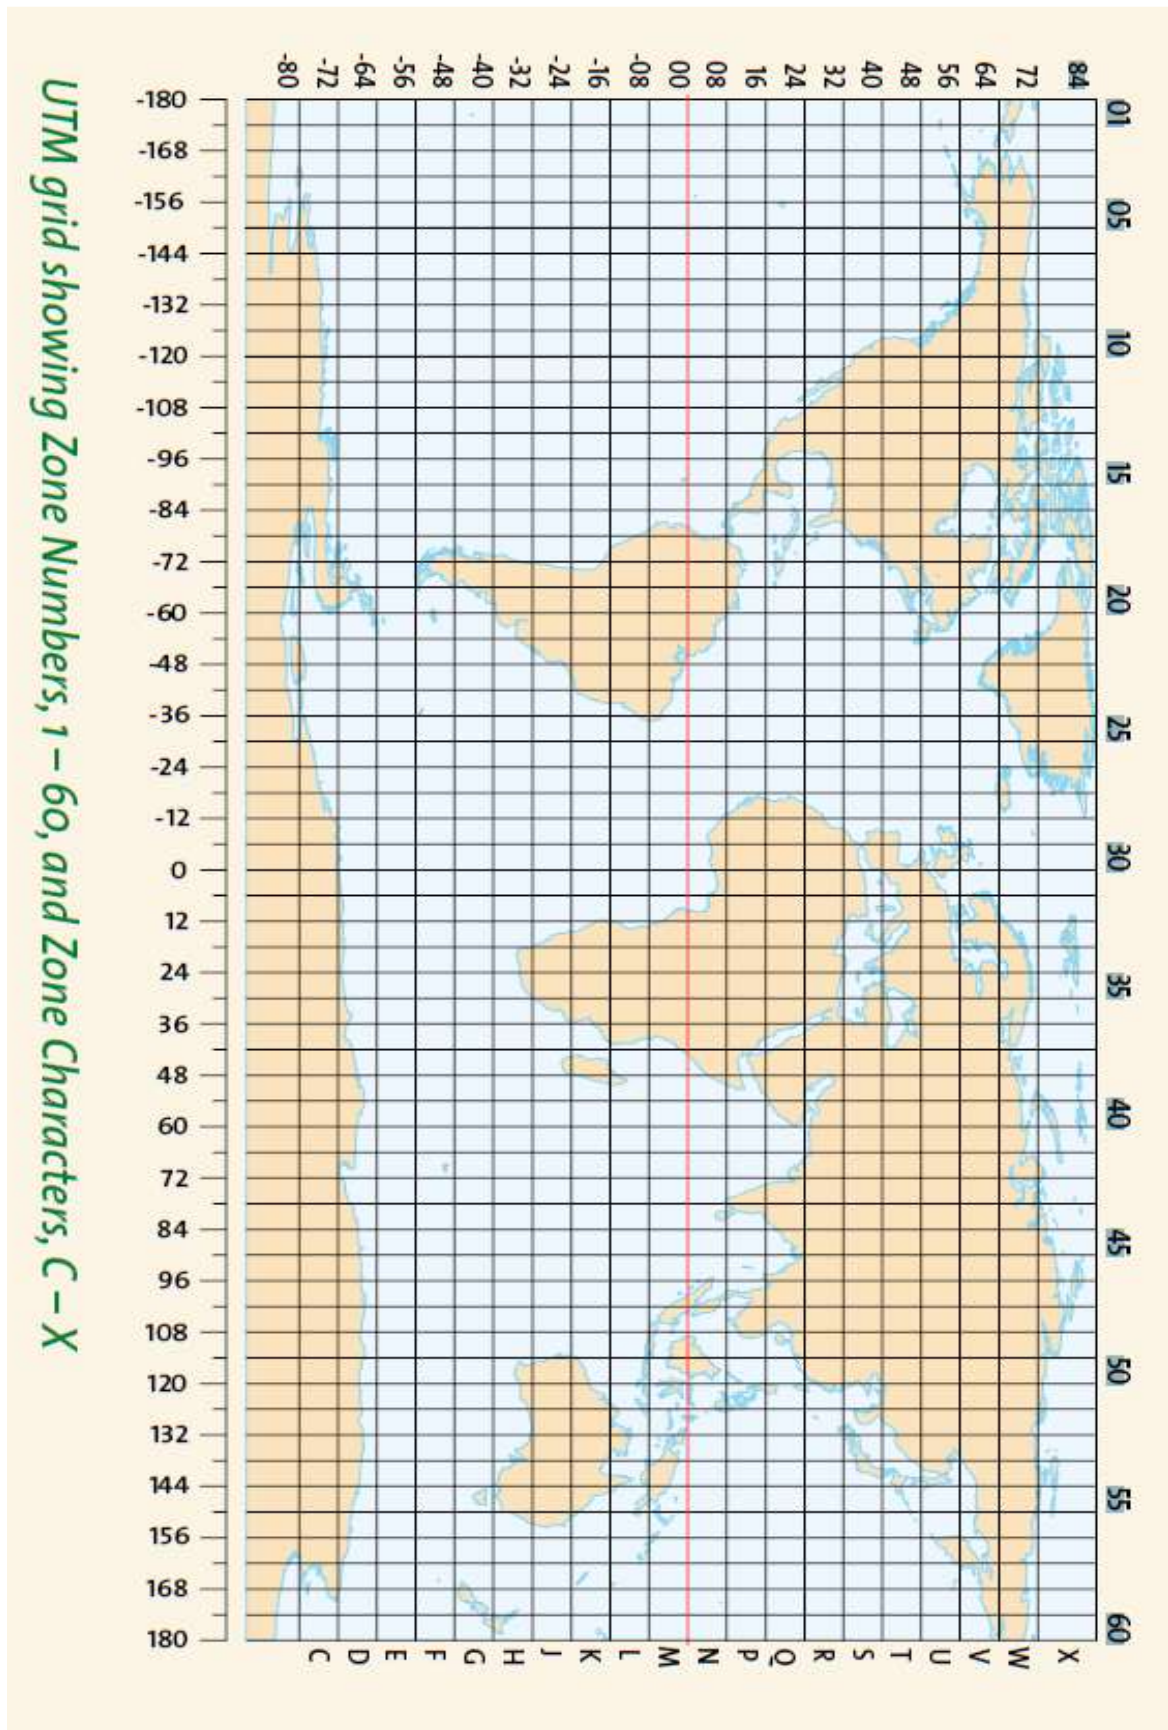 01 05 10 15 20 25 30 35 40 45 50 55 60
84
X
72
W
64
V
56
U
48
T
40
S
32
R
24
Q
16
P
08
N
00
M
-08
L
-16
K
-24
J
-32
H
-40
G
-48
F
-56
E
-64
D
-72
C
-80
-180 -168 -156 -144 -132 -120 -108 -96 -84 -72 -60 -48 -36 -24 -12 0 12 24 36 48 60 72 84 96 108 120 132 144 156 168 180
UTM grid showing Zone Numbers, 1 – 60, and Zone Characters, C – X